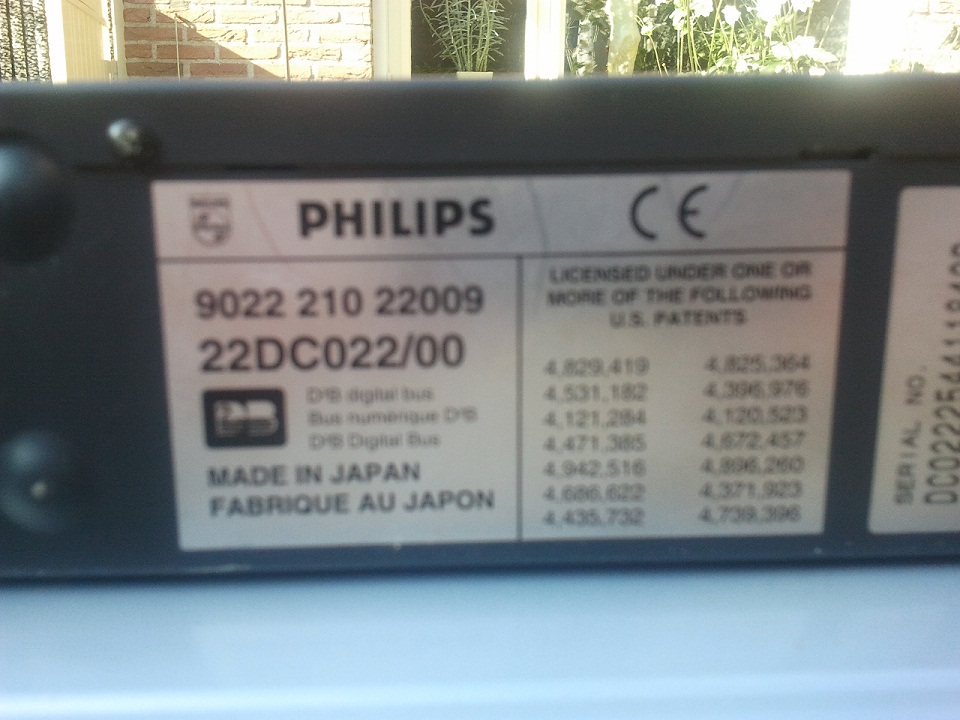 PHILIPS CE
9022 210 22009
22DC022/00
D²B digital bus
Bus numérique D²B
D²B Digital Bus
MADE IN JAPAN
FABRIQUE AU JAPON
LICENSED UNDER ONE OR
MORE OF THE FOLLOWING
U.S. PATENTS
4,829,419 4,825,364
4,531,182 4,396,976
4,121,284 4,120,523
4,471,385 4,672,457
4,942,516 4,896,260
4,686,622 4,371,923
4,435,732 4,739,396
SERIAL NO.